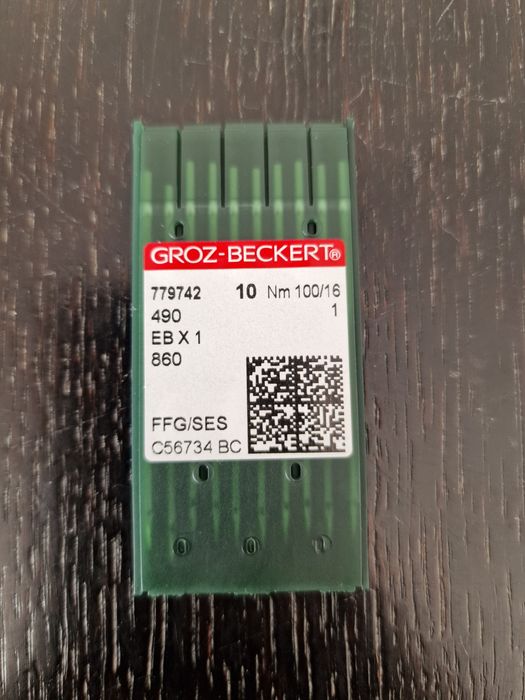 GROZ-BECKERT®
779742 10 Nm 100/16
490 1
EB X 1
860
FFG/SES
C56734 BC